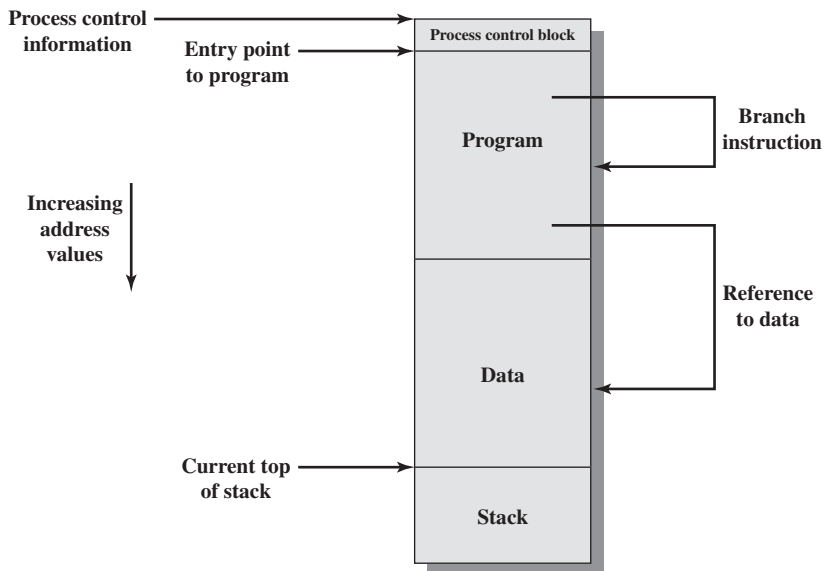 Process control
information
Process control block
Entry point
to program
Program
Branch
instruction
Increasing
address
values
Reference
to data
Data
Current top
of stack
Stack